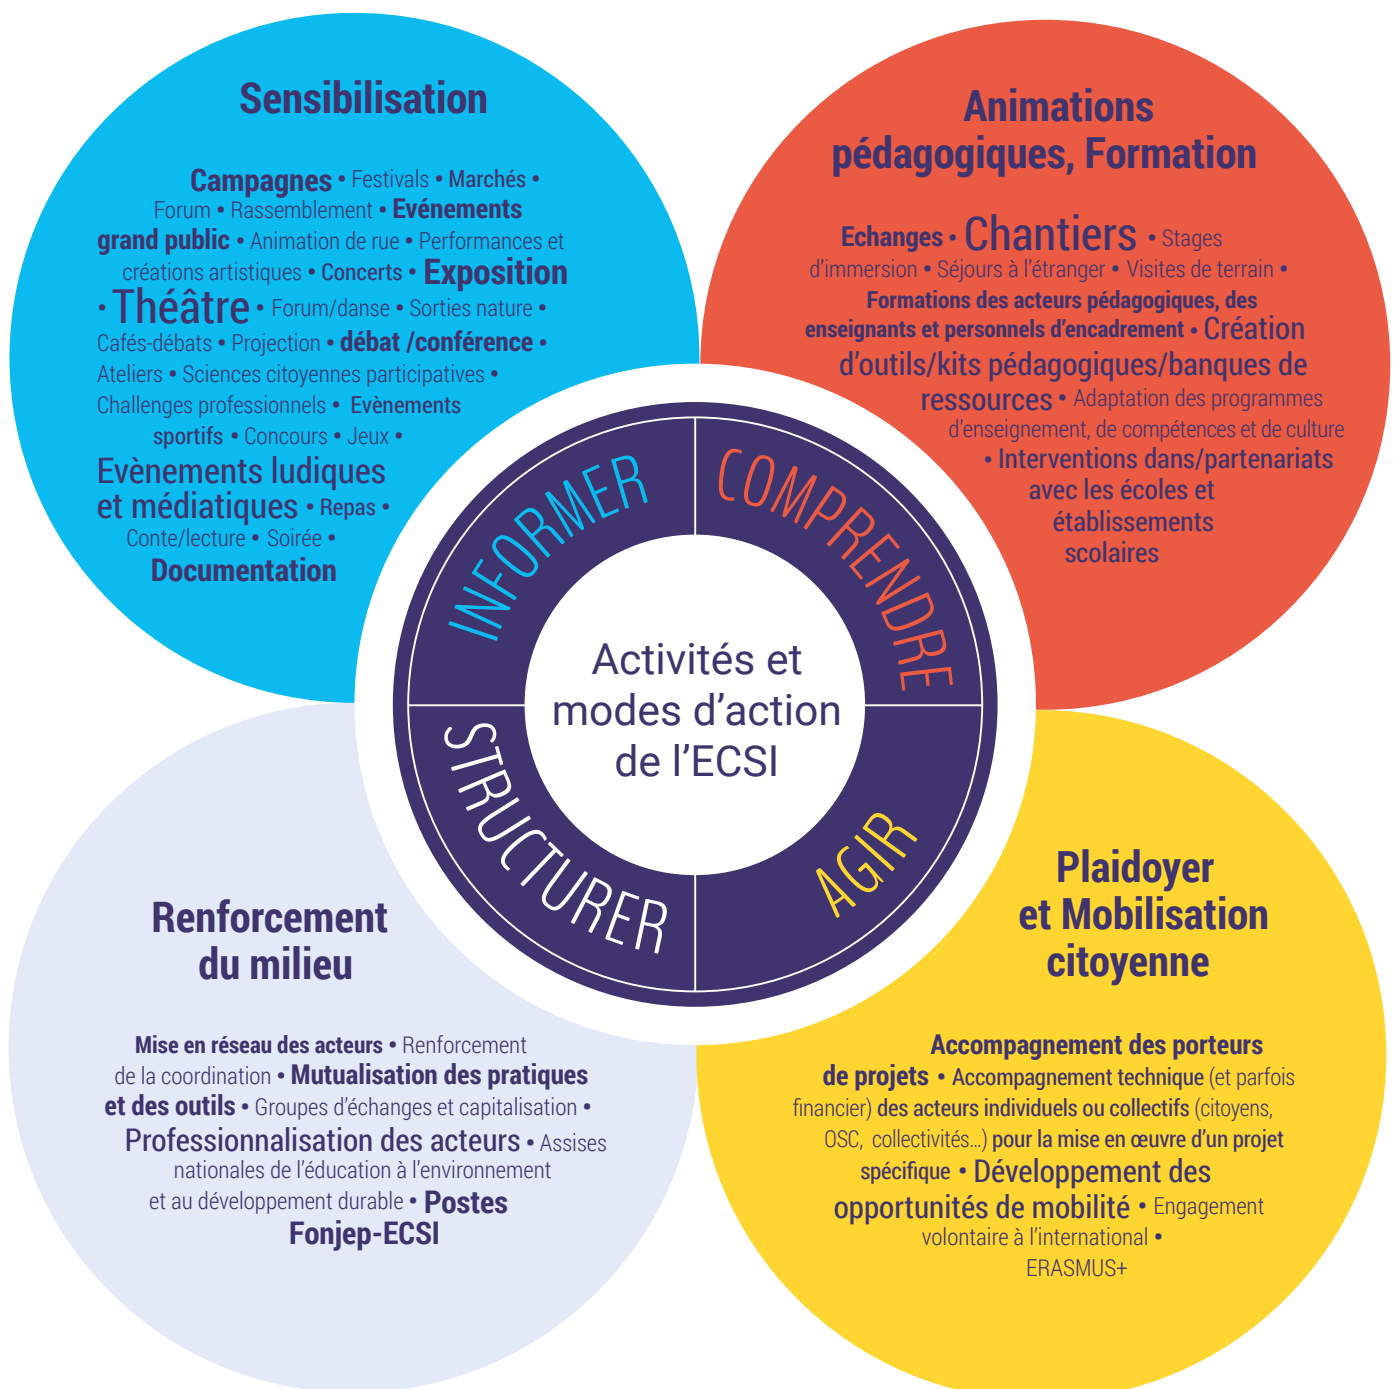 Sensibilisation
Campagnes • Festivals • Marchés •
Forum • Rassemblement • Evénements
grand public • Animation de rue • Performances et
créations artistiques • Concerts • Exposition
• Théâtre • Forum/danse • Sorties nature •
Cafés-débats • Projection • débat /conférence •
Ateliers • Sciences citoyennes participatives •
Challenges professionnels • Evènements
sportifs • Concours • Jeux •
Evènements ludiques
et médiatiques • Repas •
Conte/lecture • Soirée •
Documentation
Animations
pédagogiques, Formation
Echanges • Chantiers • Stages
d'immersion • Séjours à l'étranger • Visites de terrain •
Formations des acteurs pédagogiques, des
enseignants et personnels d'encadrement • Création
d'outils/kits pédagogiques/banques de
ressources • Adaptation des programmes
d'enseignement, de compétences et de culture
• Interventions dans/partenariats
avec les écoles et
établissements
scolaires
INFORMER
COMPRENDRE
Activités et
modes d'action
de l'ECSI
STRUCTURER
AGIR
Renforcement
du milieu
Mise en réseau des acteurs • Renforcement
de la coordination • Mutualisation des pratiques
et des outils • Groupes d'échanges et capitalisation •
Professionnalisation des acteurs • Assises
nationales de l'éducation à l'environnement
et au développement durable • Postes
Fonjep-ECSI
Plaidoyer
et Mobilisation
citoyenne
Accompagnement des porteurs
de projets • Accompagnement technique (et parfois
financier) des acteurs individuels ou collectifs (citoyens,
OSC, collectivités...) pour la mise en œuvre d'un projet
spécifique • Développement des
opportunités de mobilité • Engagement
volontaire à l'international •
ERASMUS+